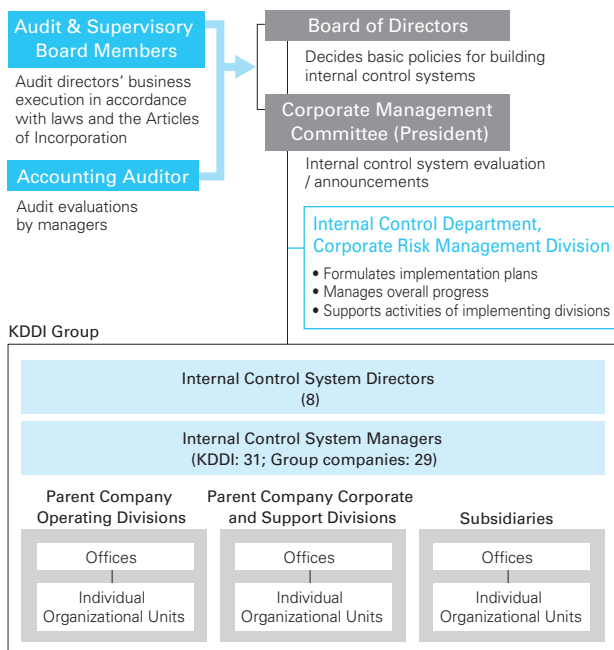 Audit & Supervisory
Board Members
Audit directors’ business
execution in accordance
with laws and the Articles
of Incorporation
Accounting Auditor
Audit evaluations
by managers
Board of Directors
Decides basic policies for building
internal control systems
Corporate Management
Committee (President)
Internal control system evaluation
/ announcements
Internal Control Department,
Corporate Risk Management Division
• Formulates implementation plans
• Manages overall progress
• Supports activities of implementing divisions
KDDI Group
Internal Control System Directors
(8)
Internal Control System Managers
(KDDI: 31; Group companies: 29)
Parent Company
Operating Divisions
Offices
Individual
Organizational Units
Parent Company Corporate
and Support Divisions
Offices
Individual
Organizational Units
Subsidiaries
Offices
Individual
Organizational Units